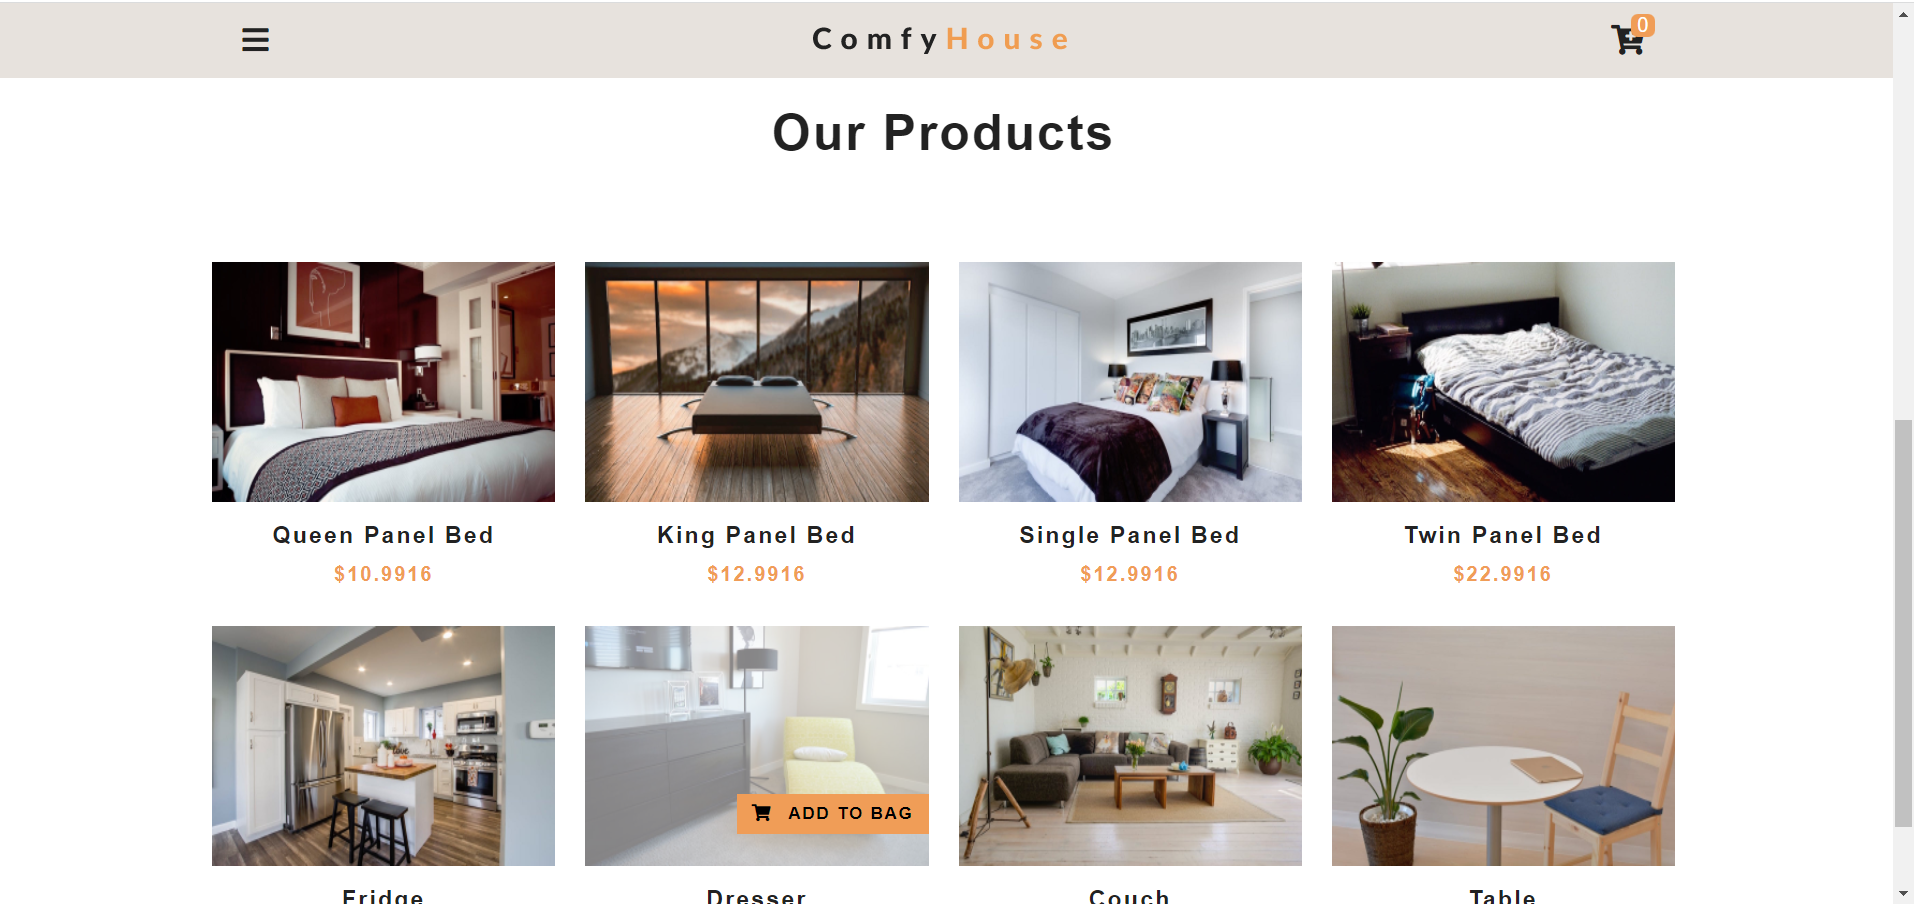 ComfyHouse
0
Our Products
Queen Panel Bed
King Panel Bed
Single Panel Bed
Twin Panel Bed
$10.9916
$12.9916
$12.9916
$22.9916
ADD TO BAG
Fridge
Dresser
Couch
Table